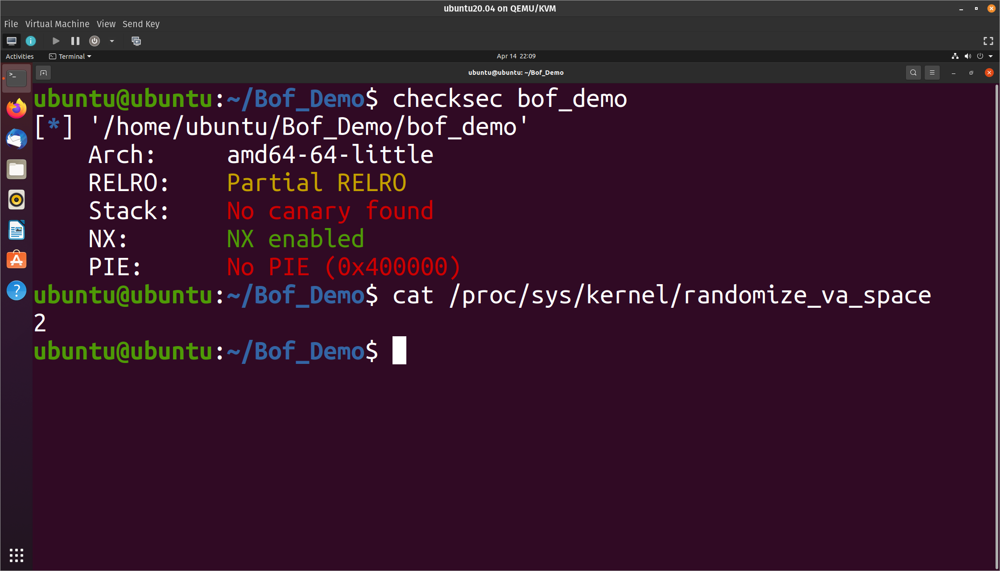 ubuntu20.04 on QEMU/KVM
File Virtual Machine View Send Key
Activities Terminal Apr 14 22:09
ubuntu@ubuntu: ~/Bof_Demo
ubuntu@ubuntu:~/Bof_Demo$ checksec bof_demo
[*] '/home/ubuntu/Bof_Demo/bof_demo'
Arch: amd64-64-little
RELRO: Partial RELRO
Stack: No canary found
NX: NX enabled
PIE: No PIE (0x400000)
ubuntu@ubuntu:~/Bof_Demo$ cat /proc/sys/kernel/randomize_va_space
2
ubuntu@ubuntu:~/Bof_Demo$